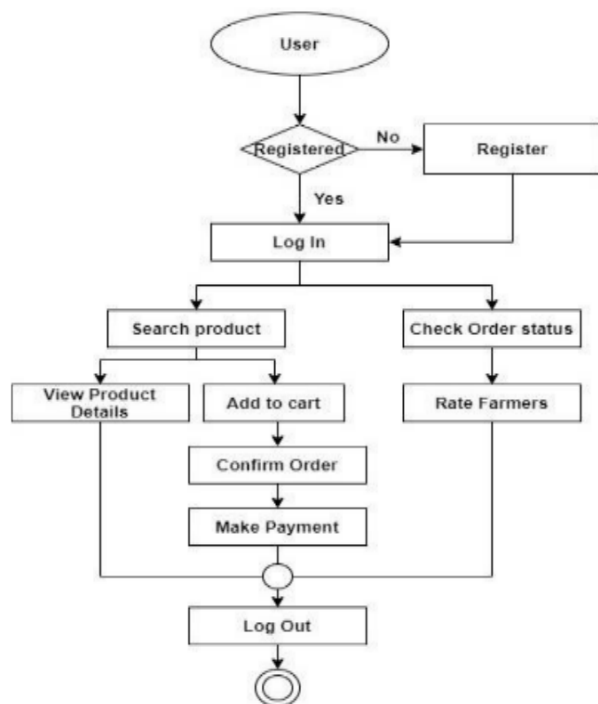 User
Registered
No
Register
Yes
Log In
Search product
Check Order status
View Product
Details
Add to cart
Rate Farmers
Confirm Order
Make Payment
Log Out